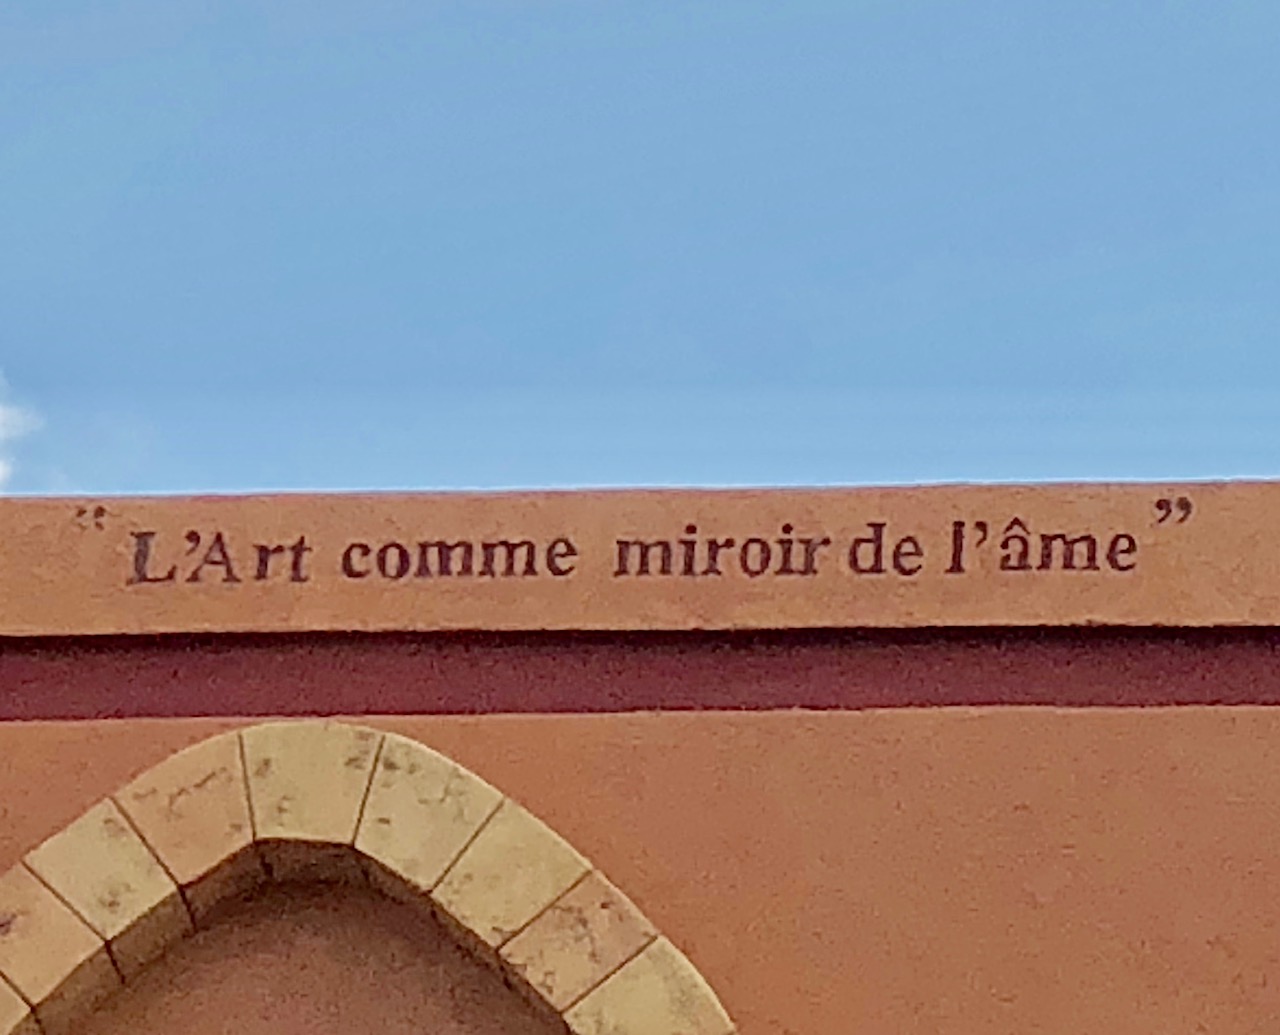 “L’Art comme miroir de l’âme”